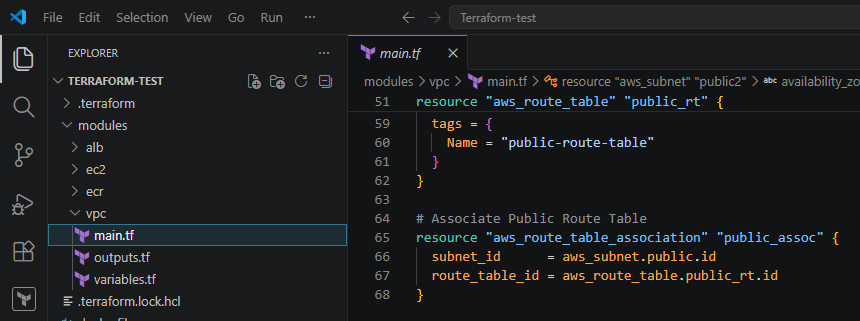 File Edit Selection View Go Run ···
Terraform-test
EXPLORER ···
TERRAFORM-TEST
.terraform
modules
alb
ec2
ecr
vpc
main.tf
outputs.tf
variables.tf
.terraform.lock.hcl
main.tf
modules > vpc > main.tf > resource "aws_subnet" "public2" > abc availability_zo
51 resource "aws_route_table" "public_rt" {
59 tags = {
60 Name = "public-route-table"
61 }
62 }
63
64 # Associate Public Route Table
65 resource "aws_route_table_association" "public_assoc" {
66 subnet_id      = aws_subnet.public.id
67 route_table_id = aws_route_table.public_rt.id
68 }